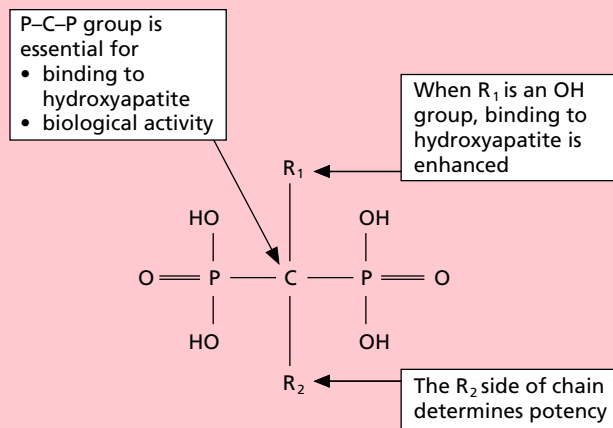 P–C–P group is
essential for
• binding to
hydroxyapatite
• biological activity
When R₁ is an OH
group, binding to
hydroxyapatite is
enhanced
R₁
HO OH
O P C P O
HO OH
R₂
The R₂ side of chain
determines potency